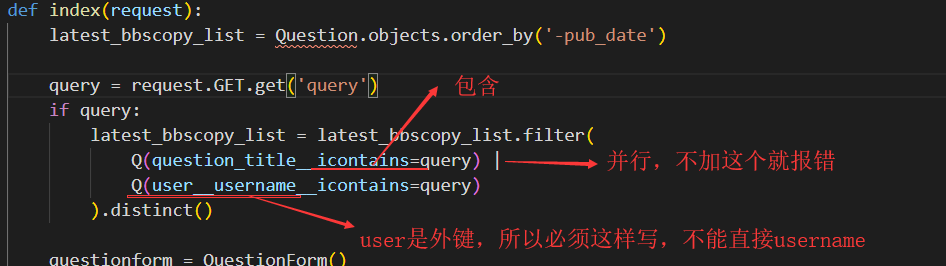 def index(request):
latest_bbscopy_list = Question.objects.order_by('-pub_date')
query = request.GET.get('query')
包含
if query:
latest_bbscopy_list = latest_bbscopy_list.filter(
Q(question_title__icontains=query) |
并行，不加这个就报错
Q(user__username__icontains=query)
).distinct()
user是外键，所以必须这样写，不能直接username
questionform = QuestionForm()